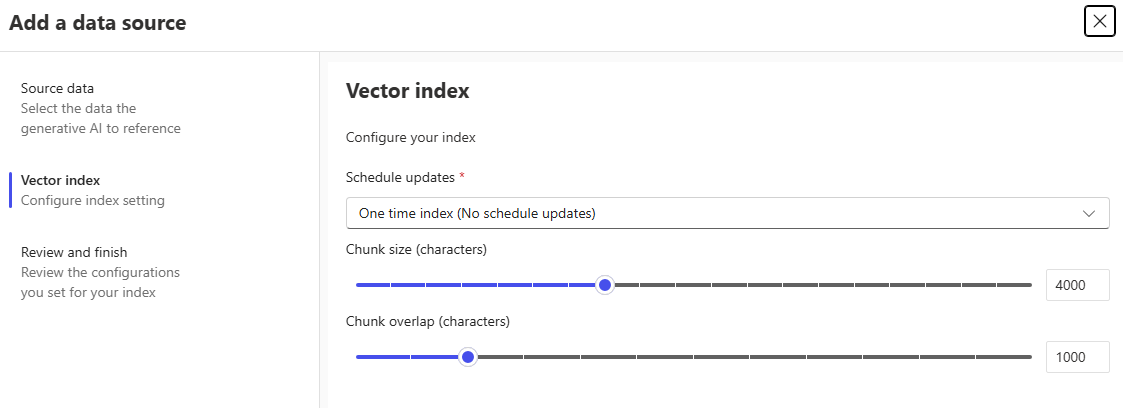 Add a data source
Source data
Select the data the
generative AI to reference
Vector index
Configure index setting
Review and finish
Review the configurations
you set for your index
Vector index
Configure your index
Schedule updates *
One time index (No schedule updates)
Chunk size (characters)
4000
Chunk overlap (characters)
1000